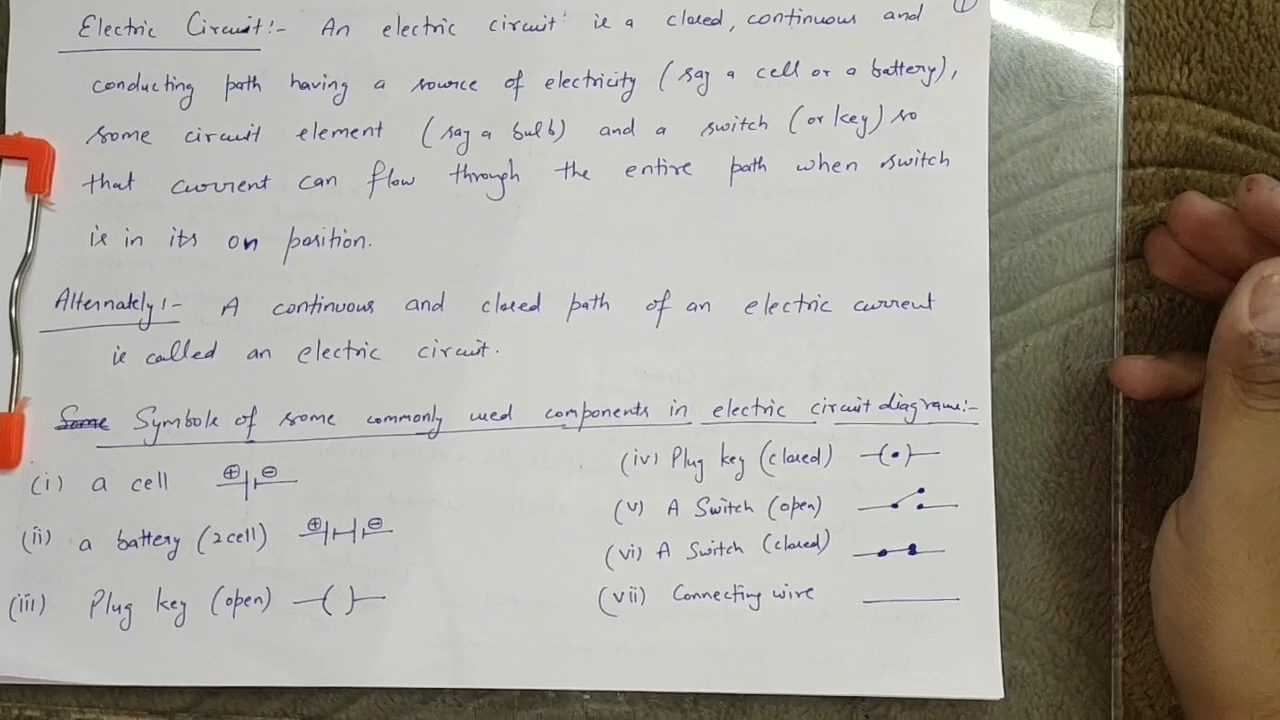 ①
Electric Circuit:- An electric circuit is a closed, continuous and
conducting path having a source of electricity (say a cell or a battery),
some circuit element (say a bulb) and a switch (or key) so
that current can flow through the entire path when switch
is in its on position.
Alternately:- A continuous and closed path of an electric current
is called an electric circuit.
Some Symbols of some commonly used components in electric circuit diagrams:-
(i) a cell ⊕ ⊖
(ii) a battery (2cell) ⊕ ⊖
(iii) Plug key (open)
(iv) Plug key (closed)
(v) A Switch (open)
(vi) A Switch (closed)
(vii) Connecting wire